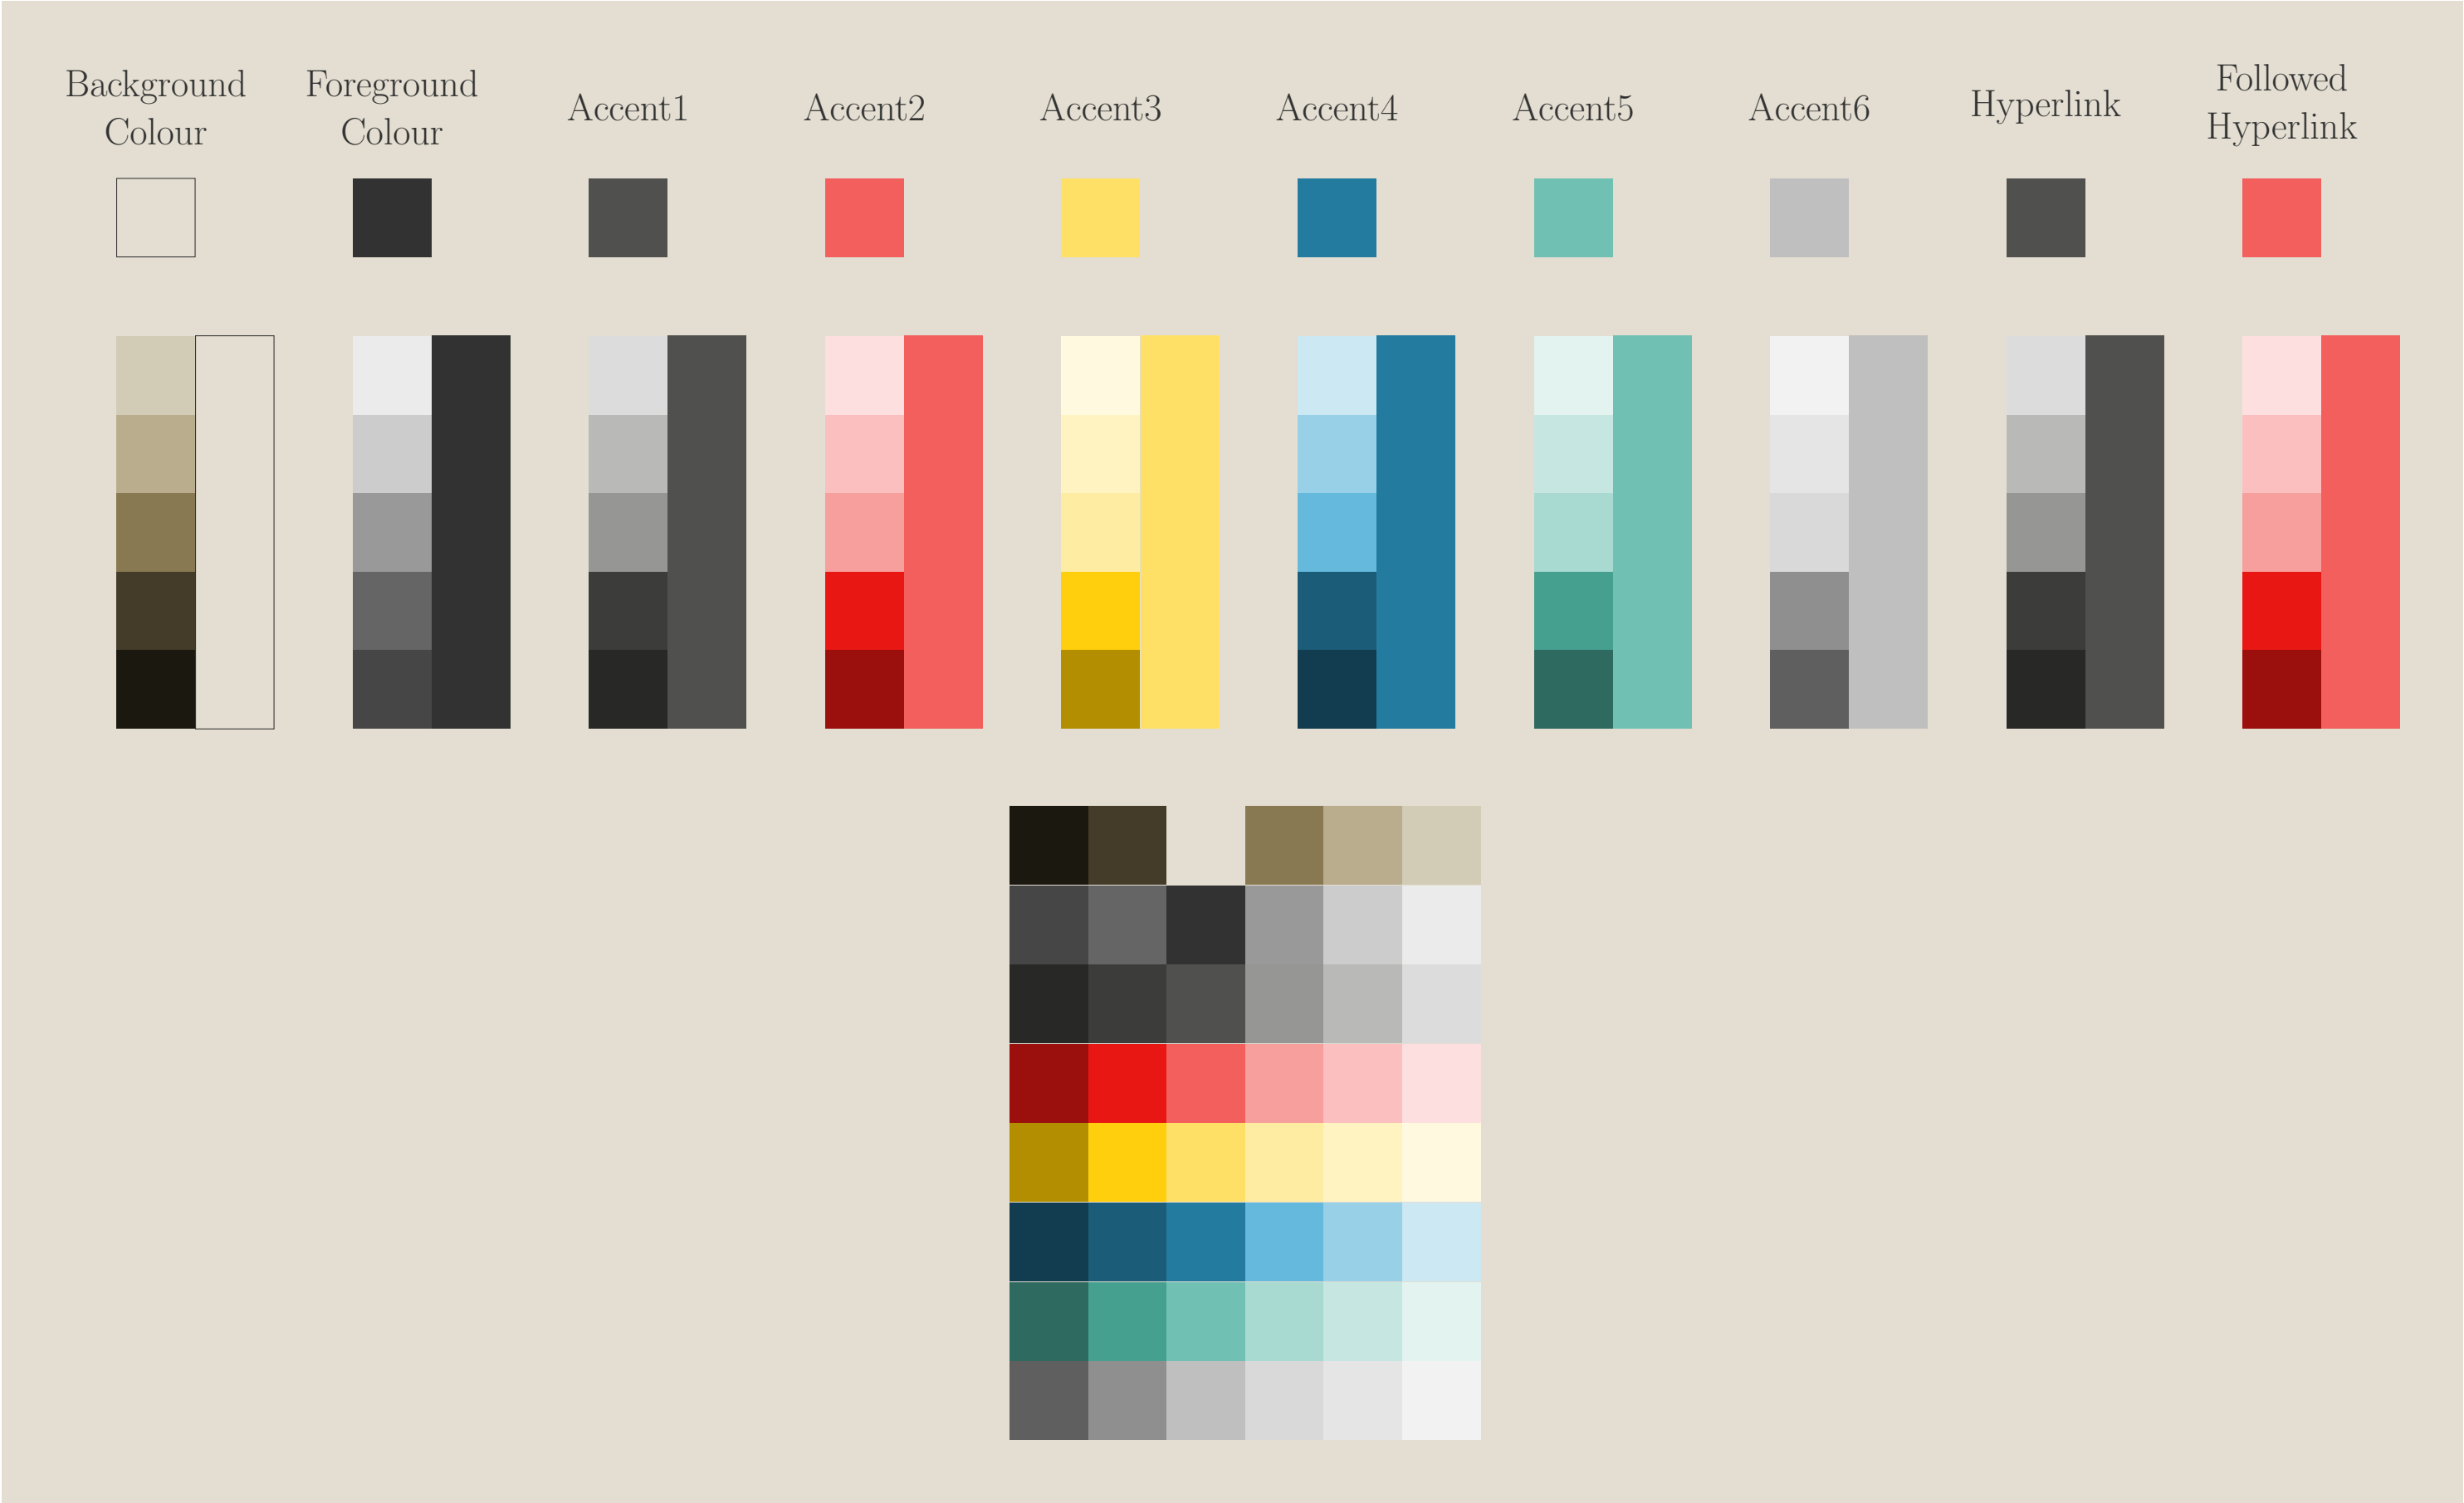 Background
Colour
Foreground
Colour
Accent1
Accent2
Accent3
Accent4
Accent5
Accent6
Hyperlink
Followed
Hyperlink